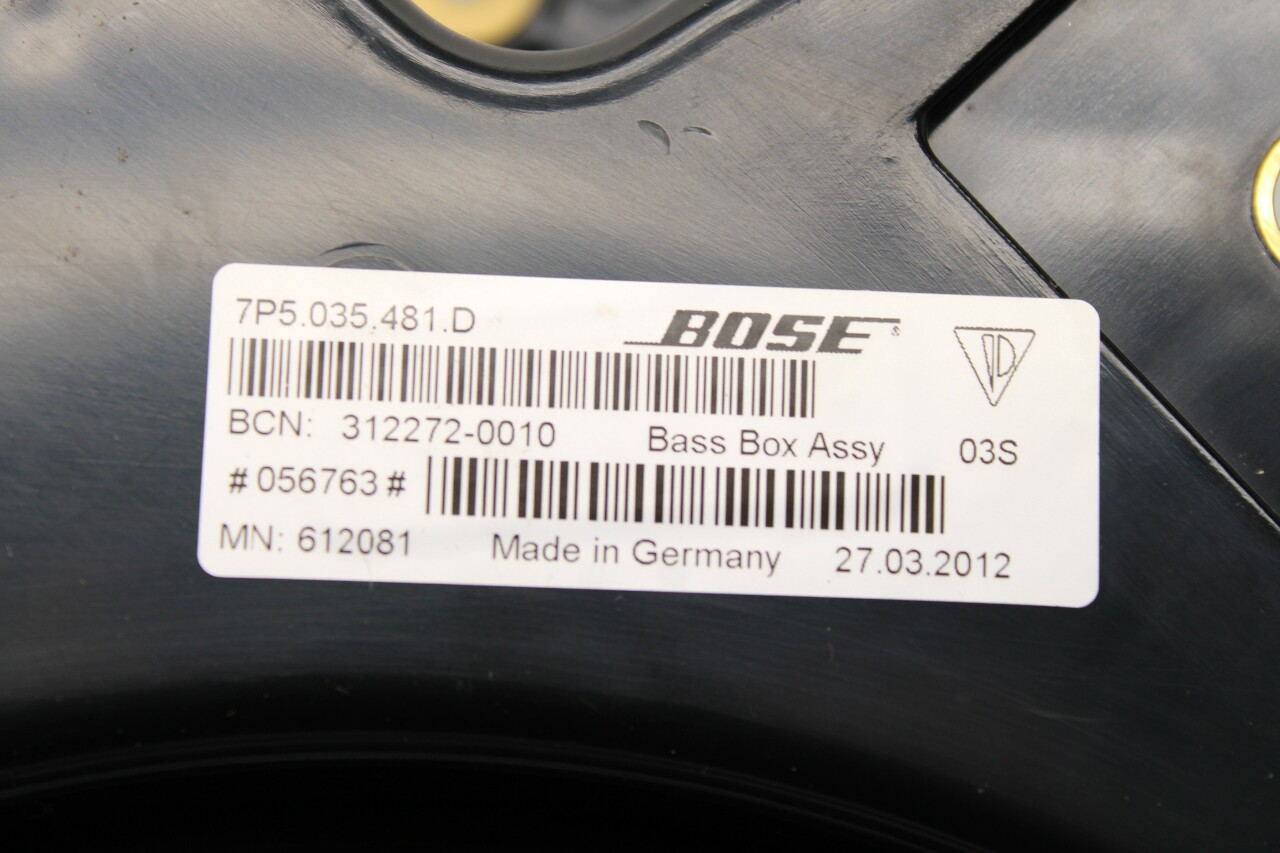 7P5.035.481.D BOSE®
BCN: 312272-0010 Bass Box Assy 03S
#056763#
MN: 612081 Made in Germany 27.03.2012